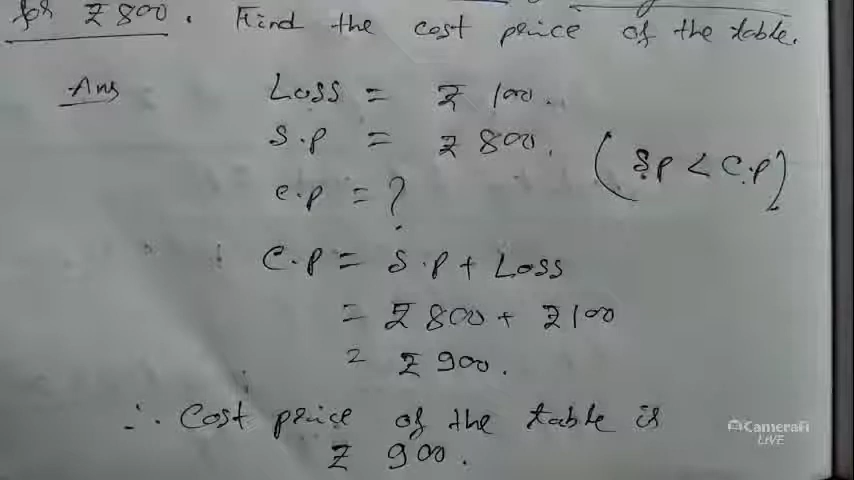 for ₹ 800. Find the cost price of the table.
Ans
Loss = ₹ 100.
S.P = ₹ 800. (S.P < C.P)
C.P = ?
C.P = S.P + Loss
= ₹ 800 + ₹ 100
= ₹ 900.
∴ Cost price of the table is
₹ 900.
KameraFi
LIVE